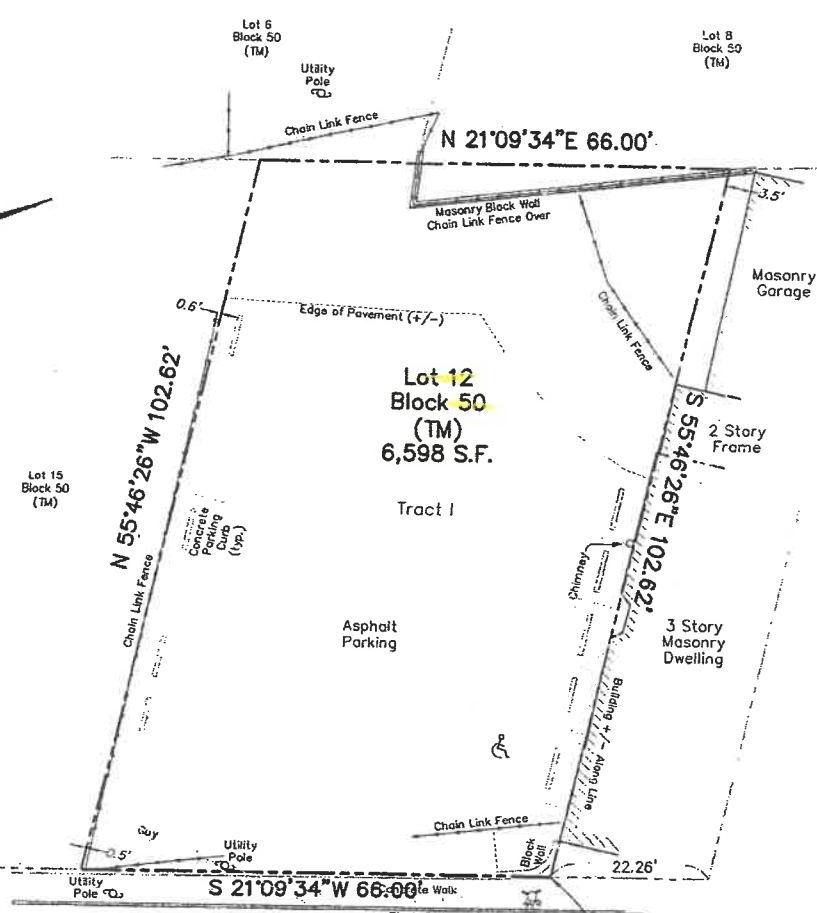 Lot 6
Block 50
(TM)
Lot 8
Block 50
(TM)
Utility
Pole
Chain Link Fence
N 21°09'34"E 66.00'
Masonry Block Wall
Chain Link Fence Over
3.5'
Masonry
Garage
0.6'
Edge of Pavement (+/-)
Chain Link Fence
N 55°46'26"W 102.62'
Lot 12
Block 50
(TM)
6,598 S.F.
S 55°46'26"E 102.62'
2 Story
Frame
Lot 15
Block 50
(TM)
Tract I
Concrete
Parking
Curb
(typ.)
Chimney
Chain Link Fence
Asphalt
Parking
3 Story
Masonry
Dwelling
Building +/- Along Line
Chain Link Fence
Guy
.5'
Utility
Pole
Block
Wall
22.26'
Utility
Pole
S 21°09'34"W 66.00'
Concrete Walk